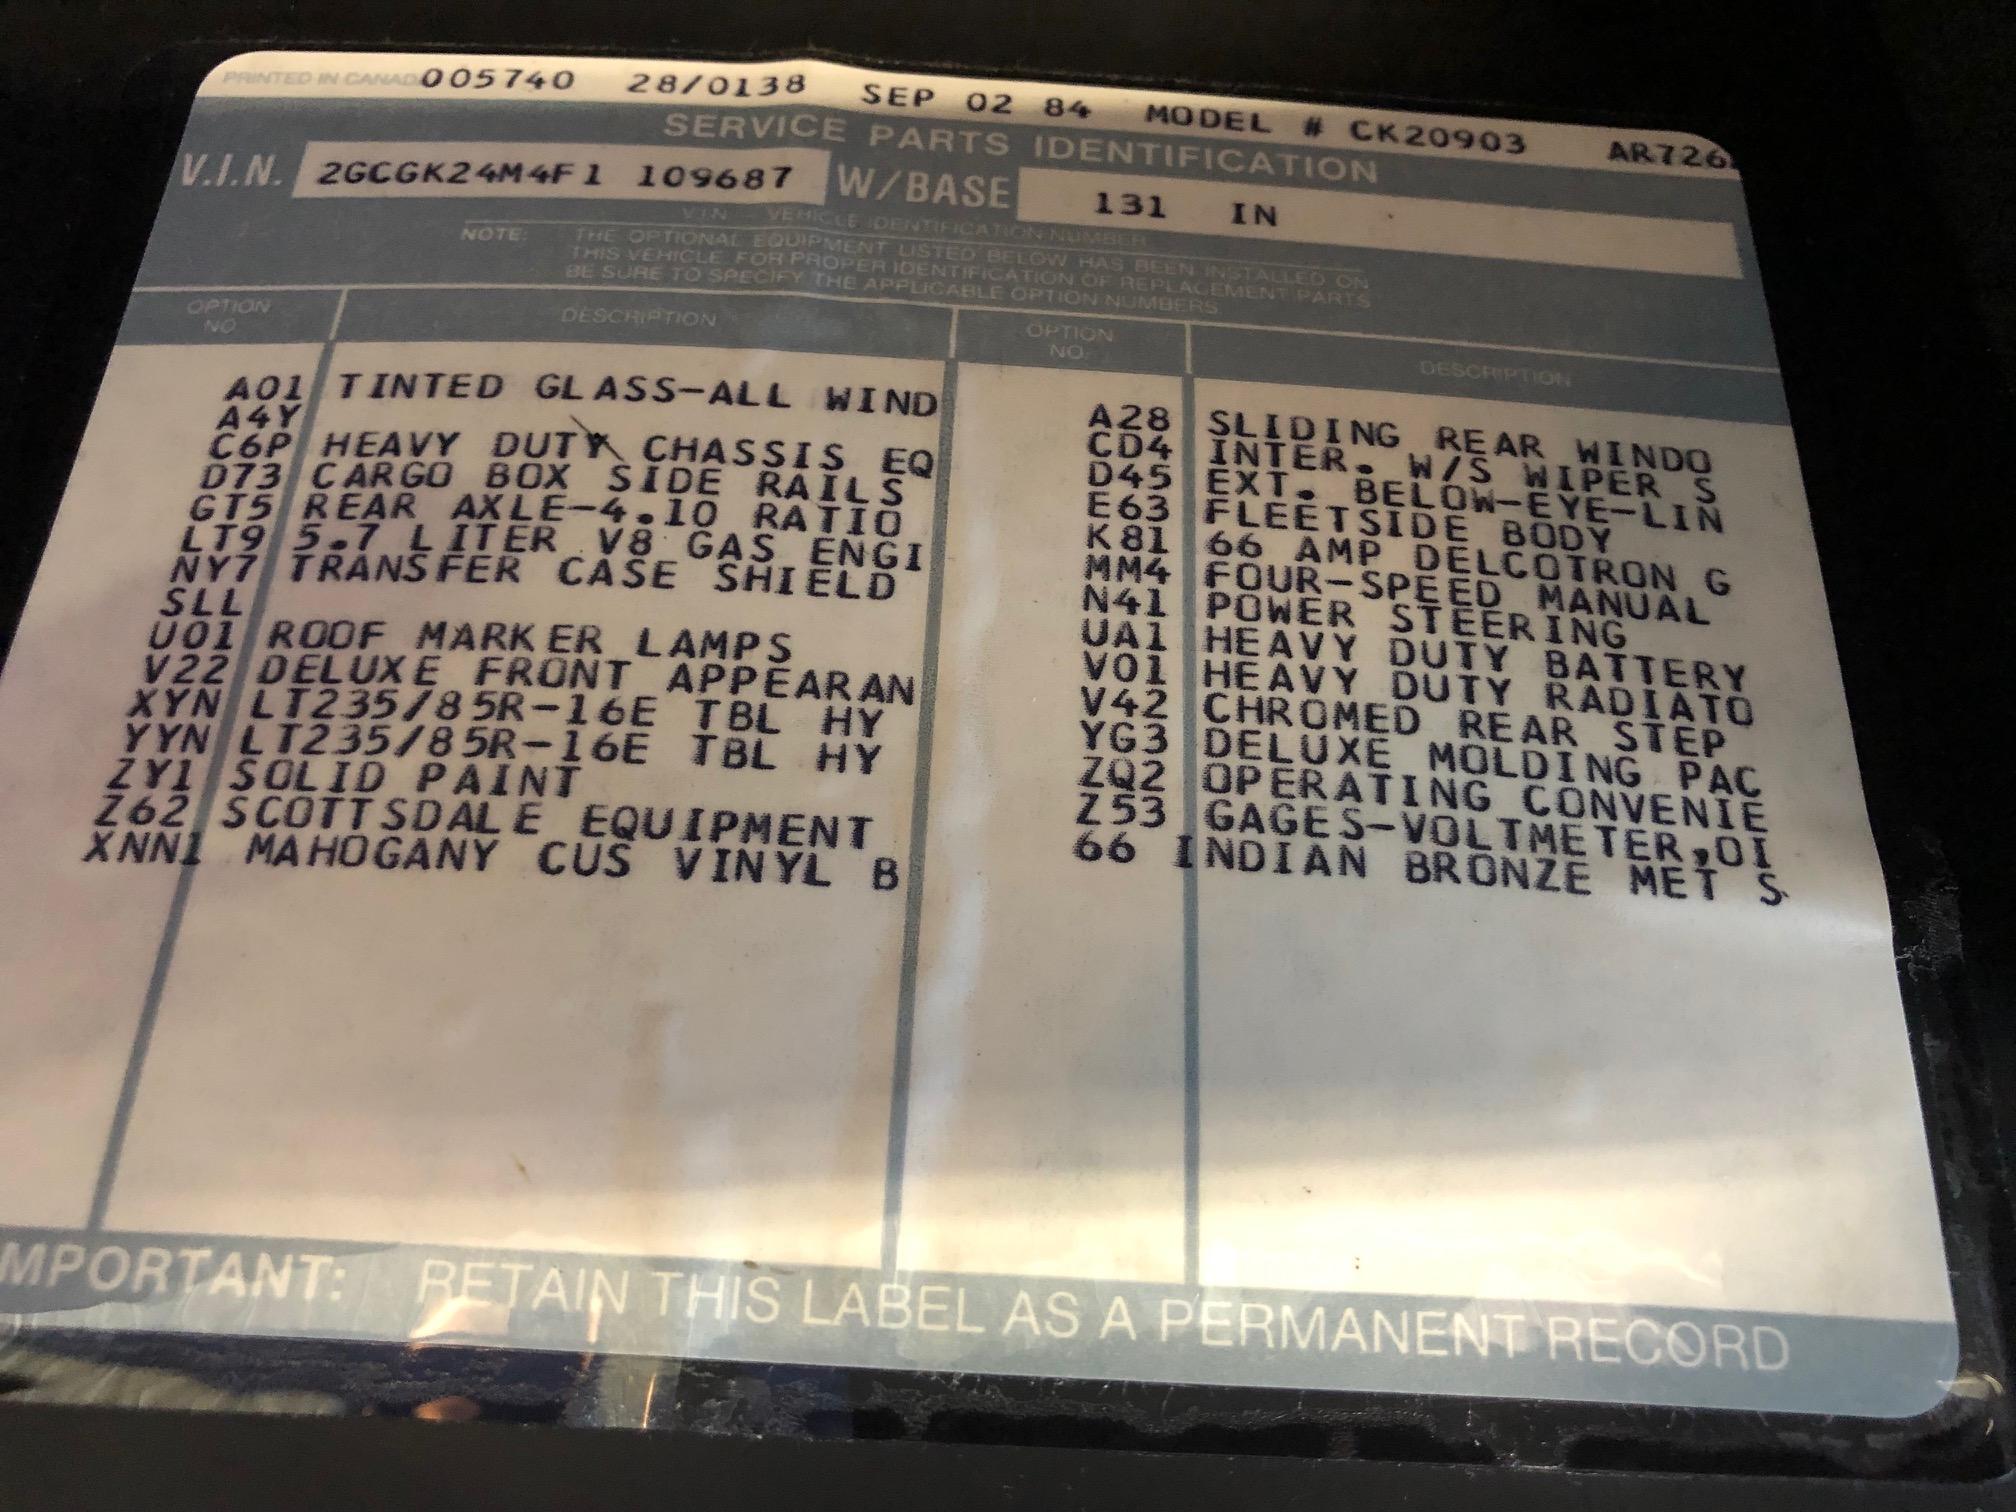 PRINTED IN CANADA 005740 28/0138 SEP 02 84 MODEL # CK20903 AR726
SERVICE PARTS IDENTIFICATION
V.I.N. 2GCGK24M4F1 109687 W/BASE 131 IN
V.I.N. - VEHICLE IDENTIFICATION NUMBER
NOTE: THE OPTIONAL EQUIPMENT LISTED BELOW HAS BEEN INSTALLED ON
THIS VEHICLE FOR PROPER IDENTIFICATION OF REPLACEMENT PARTS
BE SURE TO SPECIFY THE APPLICABLE OPTION NUMBERS
OPTION NO. DESCRIPTION
A01 TINTED GLASS-ALL WIND
A4Y
C6P HEAVY DUTY CHASSIS EQ
D73 CARGO BOX SIDE RAILS
GT5 REAR AXLE-4.10 RATIO
LT9 5.7 LITER V8 GAS ENGI
NY7 TRANSFER CASE SHIELD
SLL
U01 ROOF MARKER LAMPS
V22 DELUXE FRONT APPEARAN
XYN LT235/85R-16E TBL HY
YYN LT235/85R-16E TBL HY
ZY1 SOLID PAINT
Z62 SCOTTSDALE EQUIPMENT
XNN1 MAHOGANY CUS VINYL B
OPTION NO. DESCRIPTION
A28 SLIDING REAR WINDO
CD4 INTER. W/S WIPER S
D45 EXT. BELOW-EYE-LIN
E63 FLEETSIDE BODY
K81 66 AMP DELCOTRON G
MM4 FOUR-SPEED MANUAL
N41 POWER STEERING
UA1 HEAVY DUTY BATTERY
V01 HEAVY DUTY RADIATO
V42 CHROMED REAR STEP
YG3 DELUXE MOLDING PAC
ZQ2 OPERATING CONVENIE
Z53 GAGES-VOLTMETER,OI
66 INDIAN BRONZE MET S
MPORTANT: RETAIN THIS LABEL AS A PERMANENT RECORD